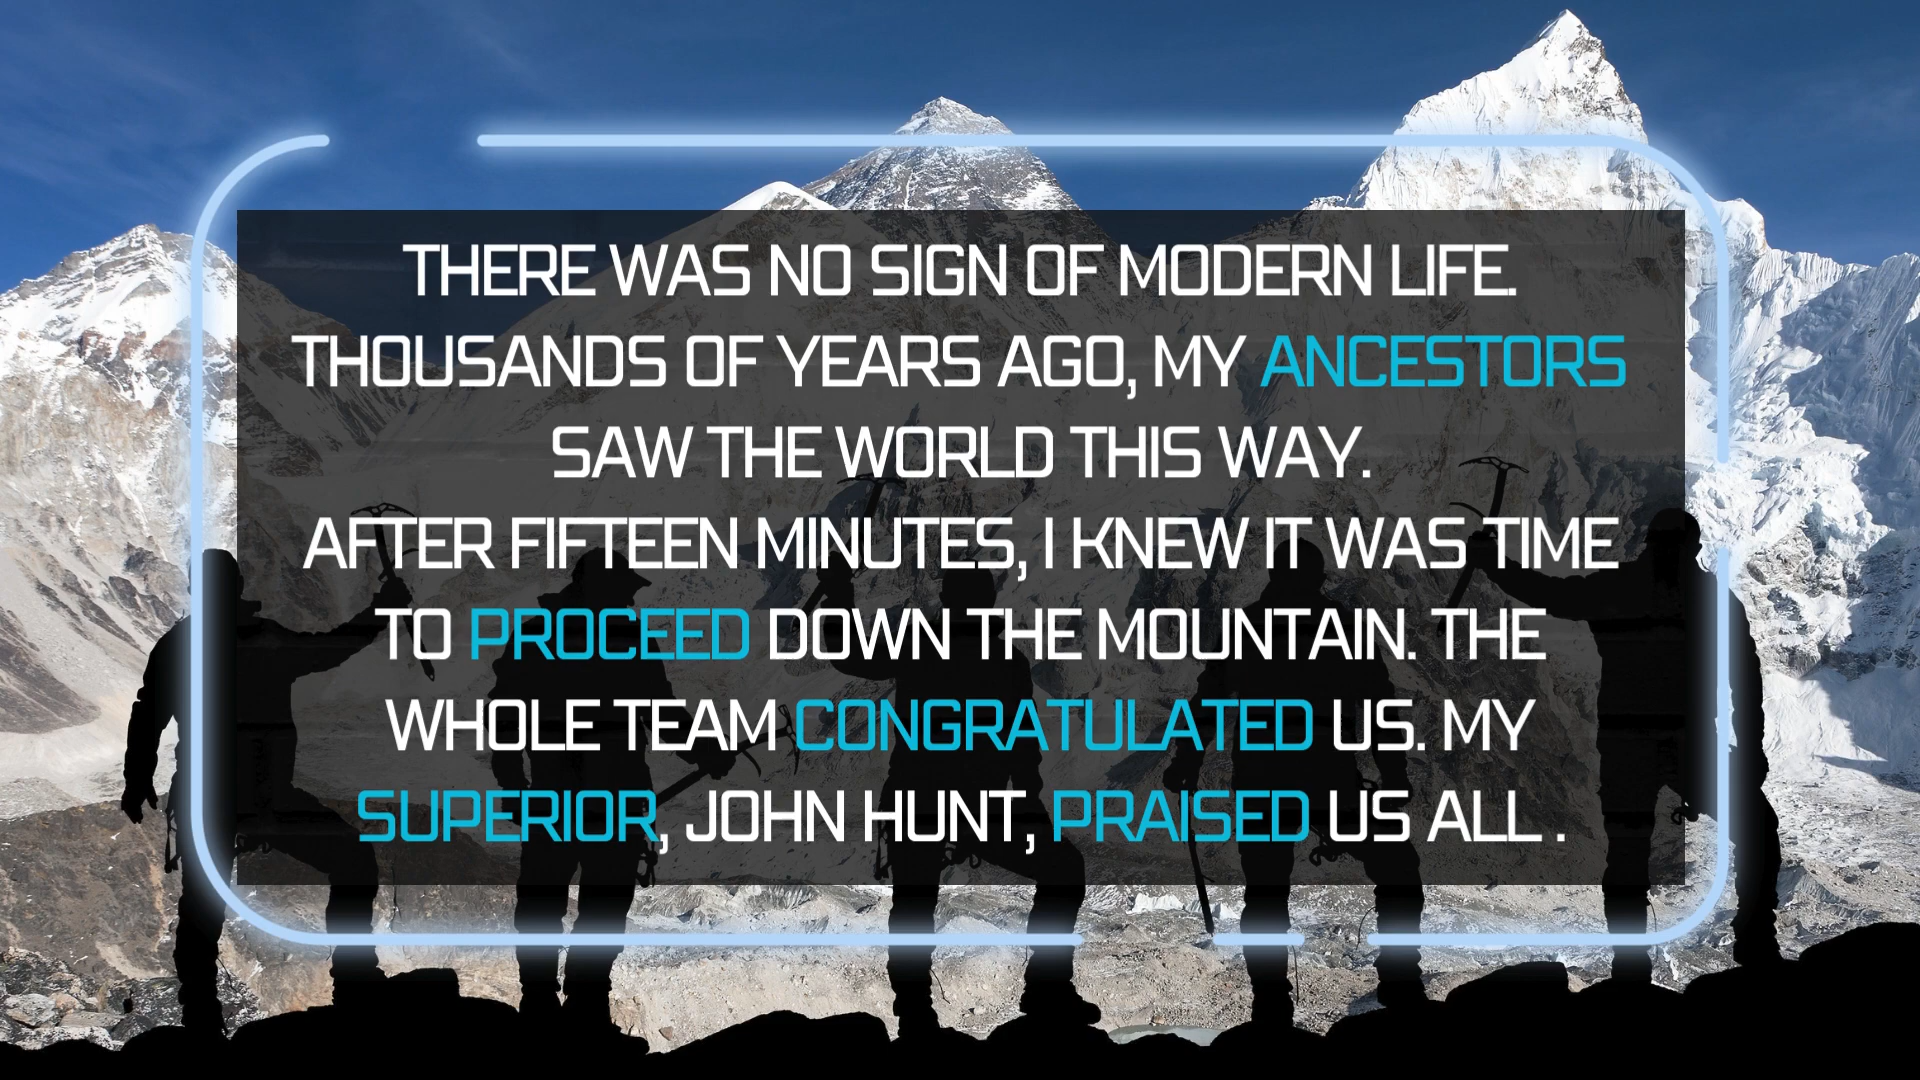 THERE WAS NO SIGN OF MODERN LIFE.
THOUSANDS OF YEARS AGO, MY ANCESTORS
SAW THE WORLD THIS WAY.
AFTER FIFTEEN MINUTES, I KNEW IT WAS TIME
TO PROCEED DOWN THE MOUNTAIN. THE
WHOLE TEAM CONGRATULATED US. MY
SUPERIOR, JOHN HUNT, PRAISED US ALL .